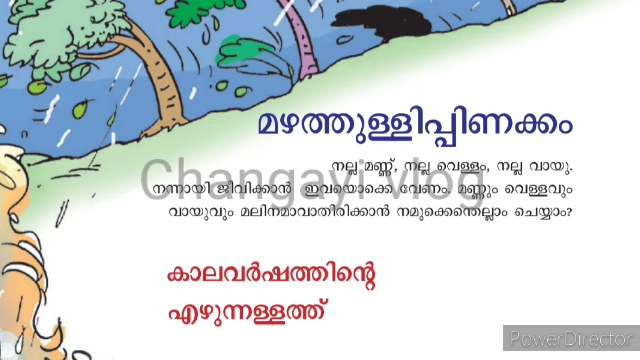 മഴത്തുള്ളിപ്പിണക്കം
നല്ല മണ്ണ്, നല്ല വെള്ളം, നല്ല വായു.
നന്നായി ജീവിക്കാൻ ഇവയൊക്കെ വേണം. മണ്ണും വെള്ളവും
വായുവും മലിനമാവാതിരിക്കാൻ നമുക്കെന്തെല്ലാം ചെയ്യാം?
Changayi Vlog
കാലവർഷത്തിന്റെ
എഴുന്നള്ളത്ത്
PowerDirector